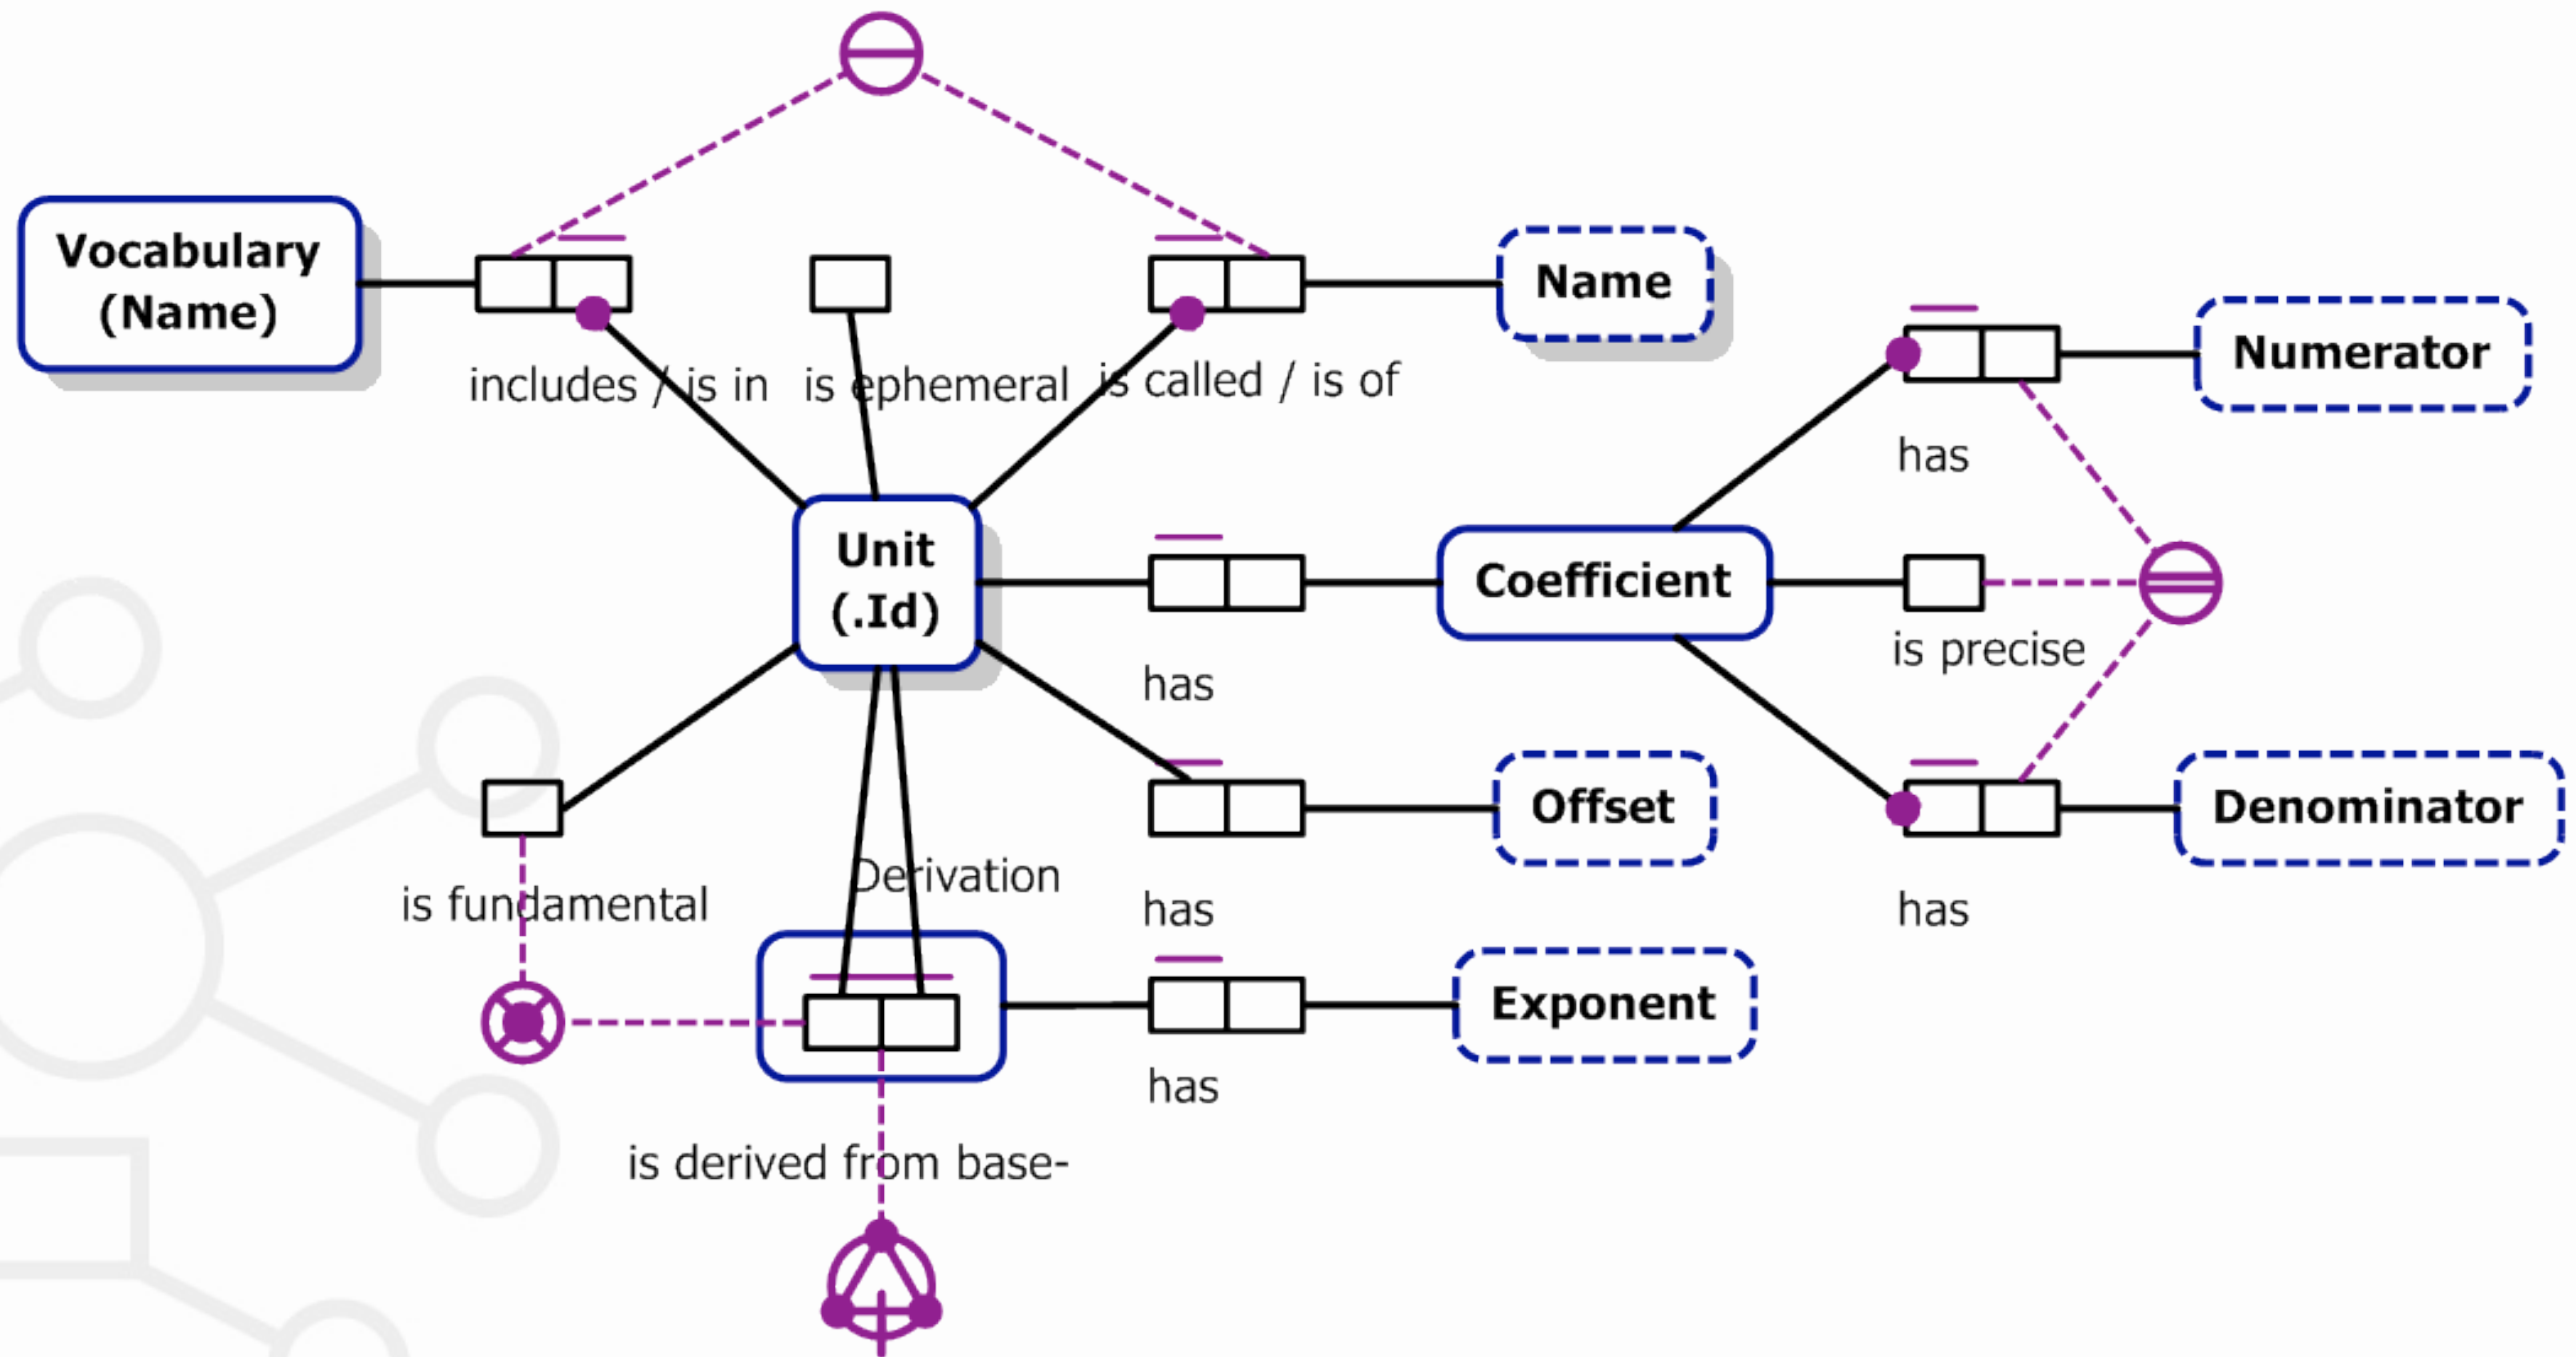 Vocabulary
(Name)
includes / is in
is ephemeral
is called / is of
Name
Numerator
has
Unit
(.Id)
has
Coefficient
is precise
is fundamental
Derivation
has
Offset
has
Denominator
is derived from base-
has
Exponent